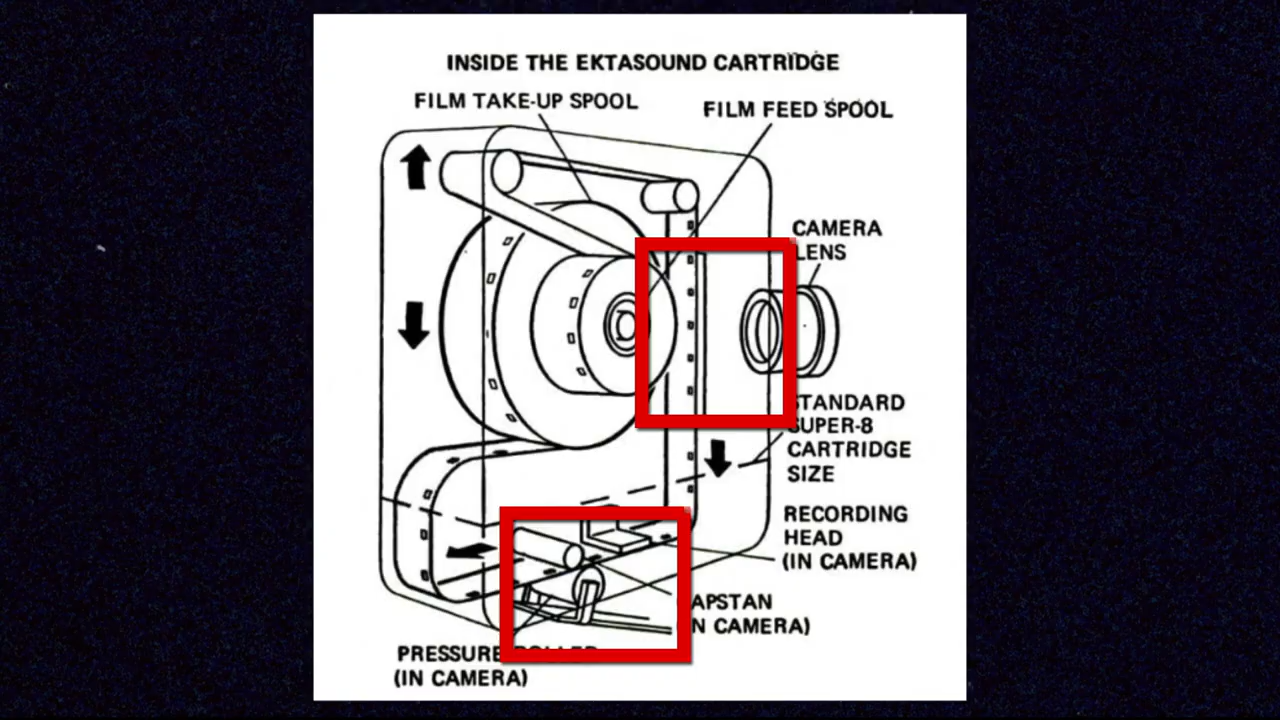 INSIDE THE EKTASOUND CARTRIDGE
FILM TAKE-UP SPOOL
FILM FEED SPOOL
CAMERA
LENS
STANDARD
SUPER-8
CARTRIDGE
SIZE
RECORDING
HEAD
(IN CAMERA)
APSTAN
N CAMERA)
PRESSURE ROLLER
(IN CAMERA)